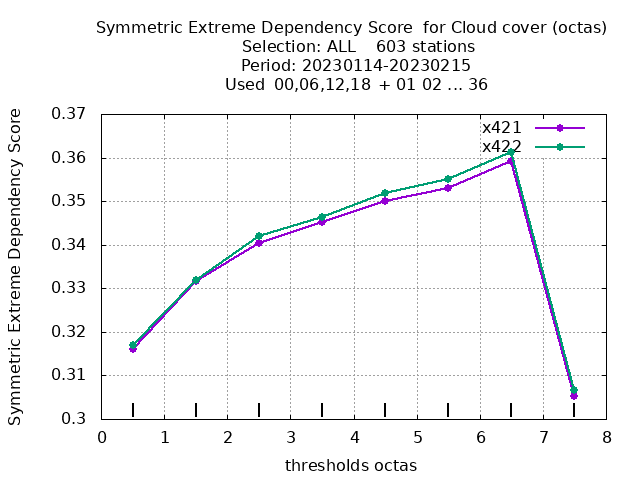 Symmetric Extreme Dependency Score  for Cloud cover (octas)
Selection: ALL    603 stations
Period: 20230114-20230215
Used  00,06,12,18 + 01 02 ... 36
Symmetric Extreme Dependency Score
0.37
0.36
0.35
0.34
0.33
0.32
0.31
0.3
x421
x422
0 1 2 3 4 5 6 7 8
thresholds octas